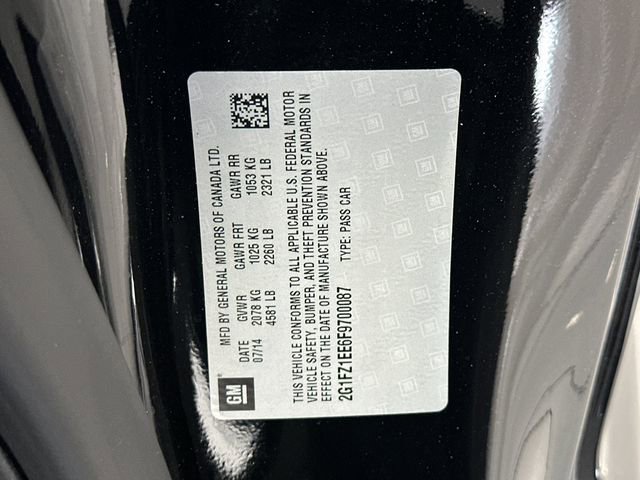 MFD BY GENERAL MOTORS OF CANADA LTD.
DATE GVWR GAWR FRT GAWR RR
07/14 2078 KG 1025 KG 1053 KG
4581 LB 2260 LB 2321 LB
GM
THIS VEHICLE CONFORMS TO ALL APPLICABLE U.S. FEDERAL MOTOR
VEHICLE SAFETY, BUMPER, AND THEFT PREVENTION STANDARDS IN
EFFECT ON THE DATE OF MANUFACTURE SHOWN ABOVE.
2G1FZ1EE6F9700087 TYPE: PASS CAR